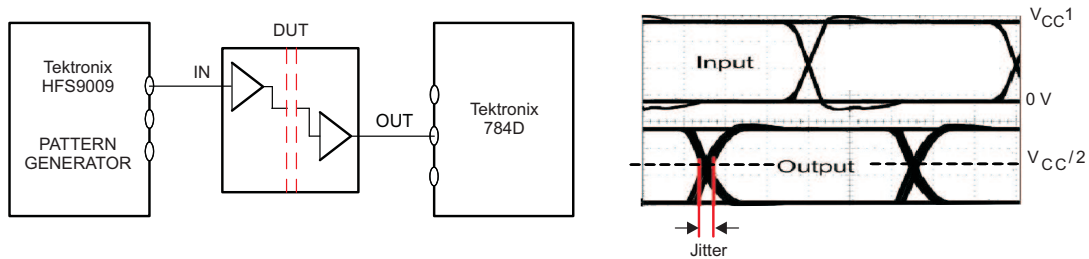 Tektronix
HFS9009
PATTERN
GENERATOR
IN
DUT
OUT
Tektronix
784D
Input
VCC1
0 V
Output
VCC/2
Jitter